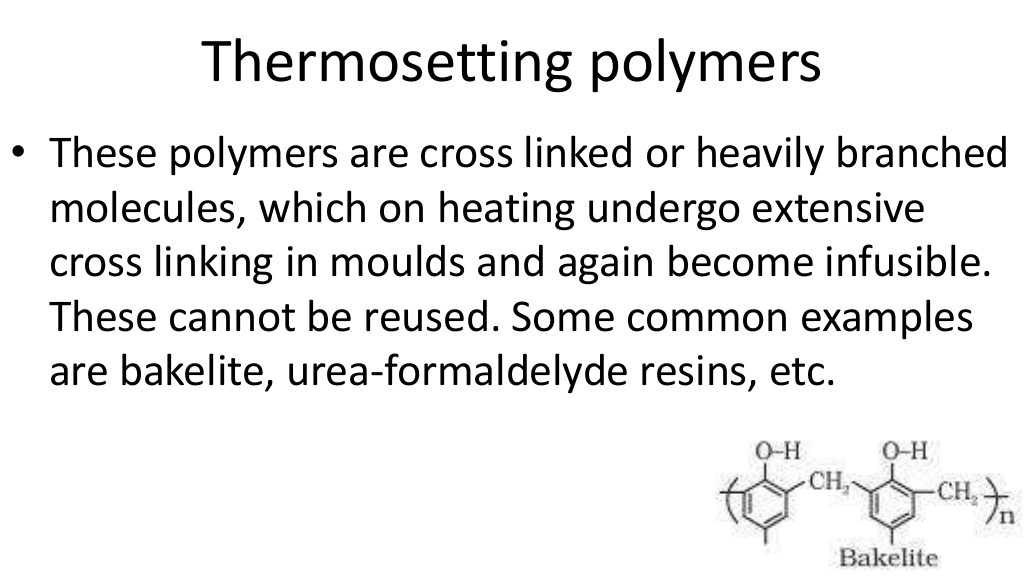 Thermosetting polymers
• These polymers are cross linked or heavily branched
molecules, which on heating undergo extensive
cross linking in moulds and again become infusible.
These cannot be reused. Some common examples
are bakelite, urea-formaldelyde resins, etc.
O–H O–H
CH₂ CH₂
n
Bakelite